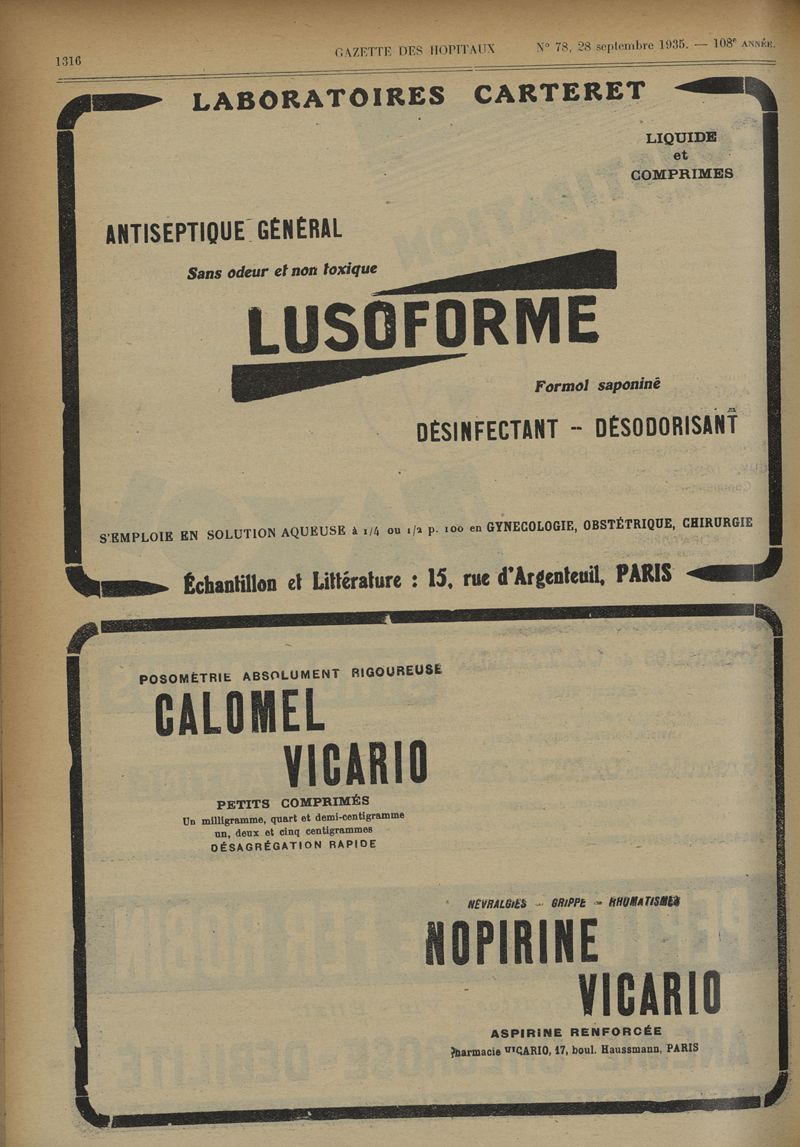 1316
GAZETTE DES HOPITAUX
N° 78, 28 septembre 1935. — 108e ANNÉE.
LABORATOIRES CARTERET
LIQUIDE
et
COMPRIMES
ANTISEPTIQUE GÉNÉRAL
Sans odeur et non toxique
LUSOFORME
Formol saponiné
DÉSINFECTANT - DÉSODORISANT
S'EMPLOIE EN SOLUTION AQUEUSE à 1/4 ou 1/2 p. 100 en GYNECOLOGIE, OBSTÉTRIQUE, CHIRURGIE
Échantillon et Littérature : 15, rue d'Argenteuil, PARIS
POSOMÉTRIE ABSOLUMENT RIGOUREUSE
CALOMEL
VICARIO
PETITS COMPRIMÉS
Un milligramme, quart et demi-centigramme
un, deux et cinq centigrammes
DÉSAGRÉGATION RAPIDE
NÉVRALGIES - GRIPPE - RHUMATISMES
NOPIRINE
VICARIO
ASPIRINE RENFORCÉE
Pharmacie VICARIO, 17, boul. Haussmann, PARIS